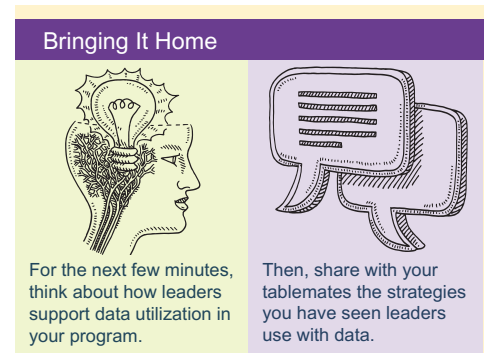 Bringing It Home
For the next few minutes,
think about how leaders
support data utilization in
your program.
Then, share with your
tablemates the strategies
you have seen leaders
use with data.